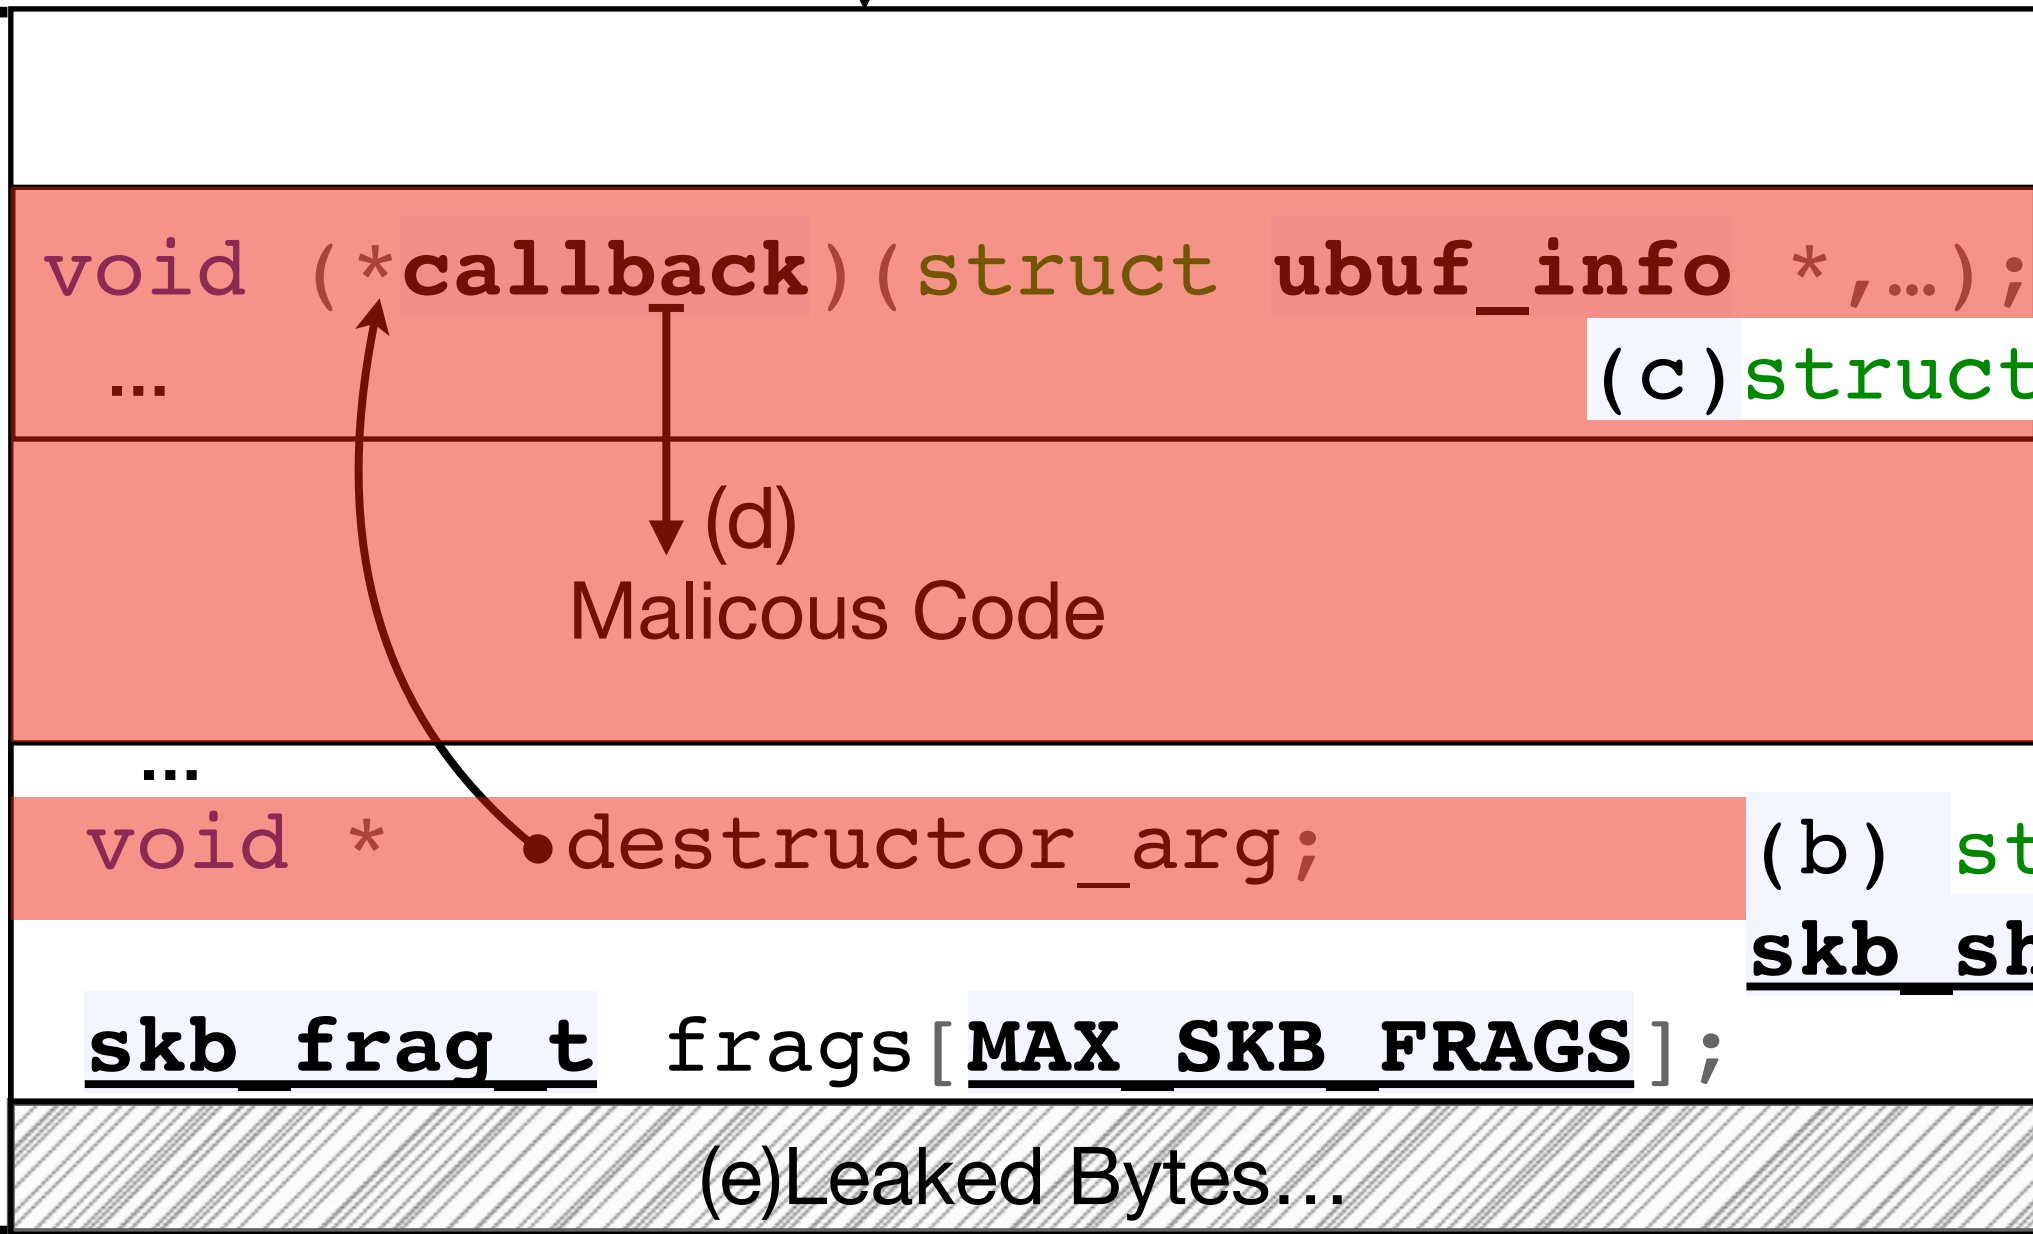 void (*callback)(struct ubuf_info *,…);
… (c)struct
(d)
Malicous Code
…
void * destructor_arg; (b) st
skb_sh
skb_frag_t frags[MAX_SKB_FRAGS];
(e)Leaked Bytes…